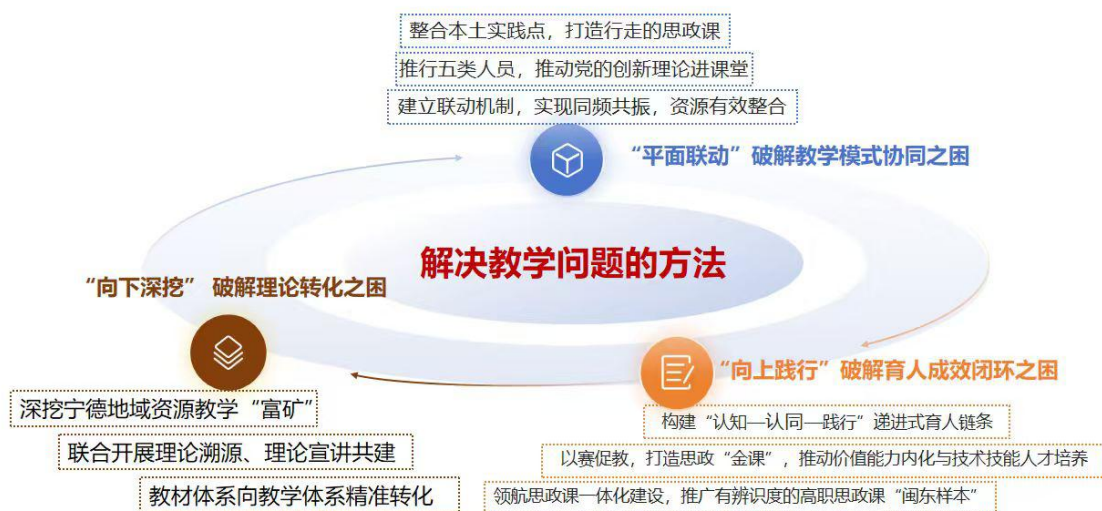 整合本土实践点，打造行走的思政课
推行五类人员，推动党的创新理论进课堂
建立联动机制，实现同频共振，资源有效整合
“平面联动”破解教学模式协同之困
解决教学问题的方法
“向下深挖” 破解理论转化之困
深挖宁德地域资源教学“富矿”
联合开展理论溯源、理论宣讲共建
教材体系向教学体系精准转化
“向上践行”破解育人成效闭环之困
构建“认知—认同—践行”递进式育人链条
以赛促教，打造思政“金课”，推动价值能力内化与技术技能人才培养
领航思政课一体化建设，推广有辨识度的高职思政课“闽东样本”